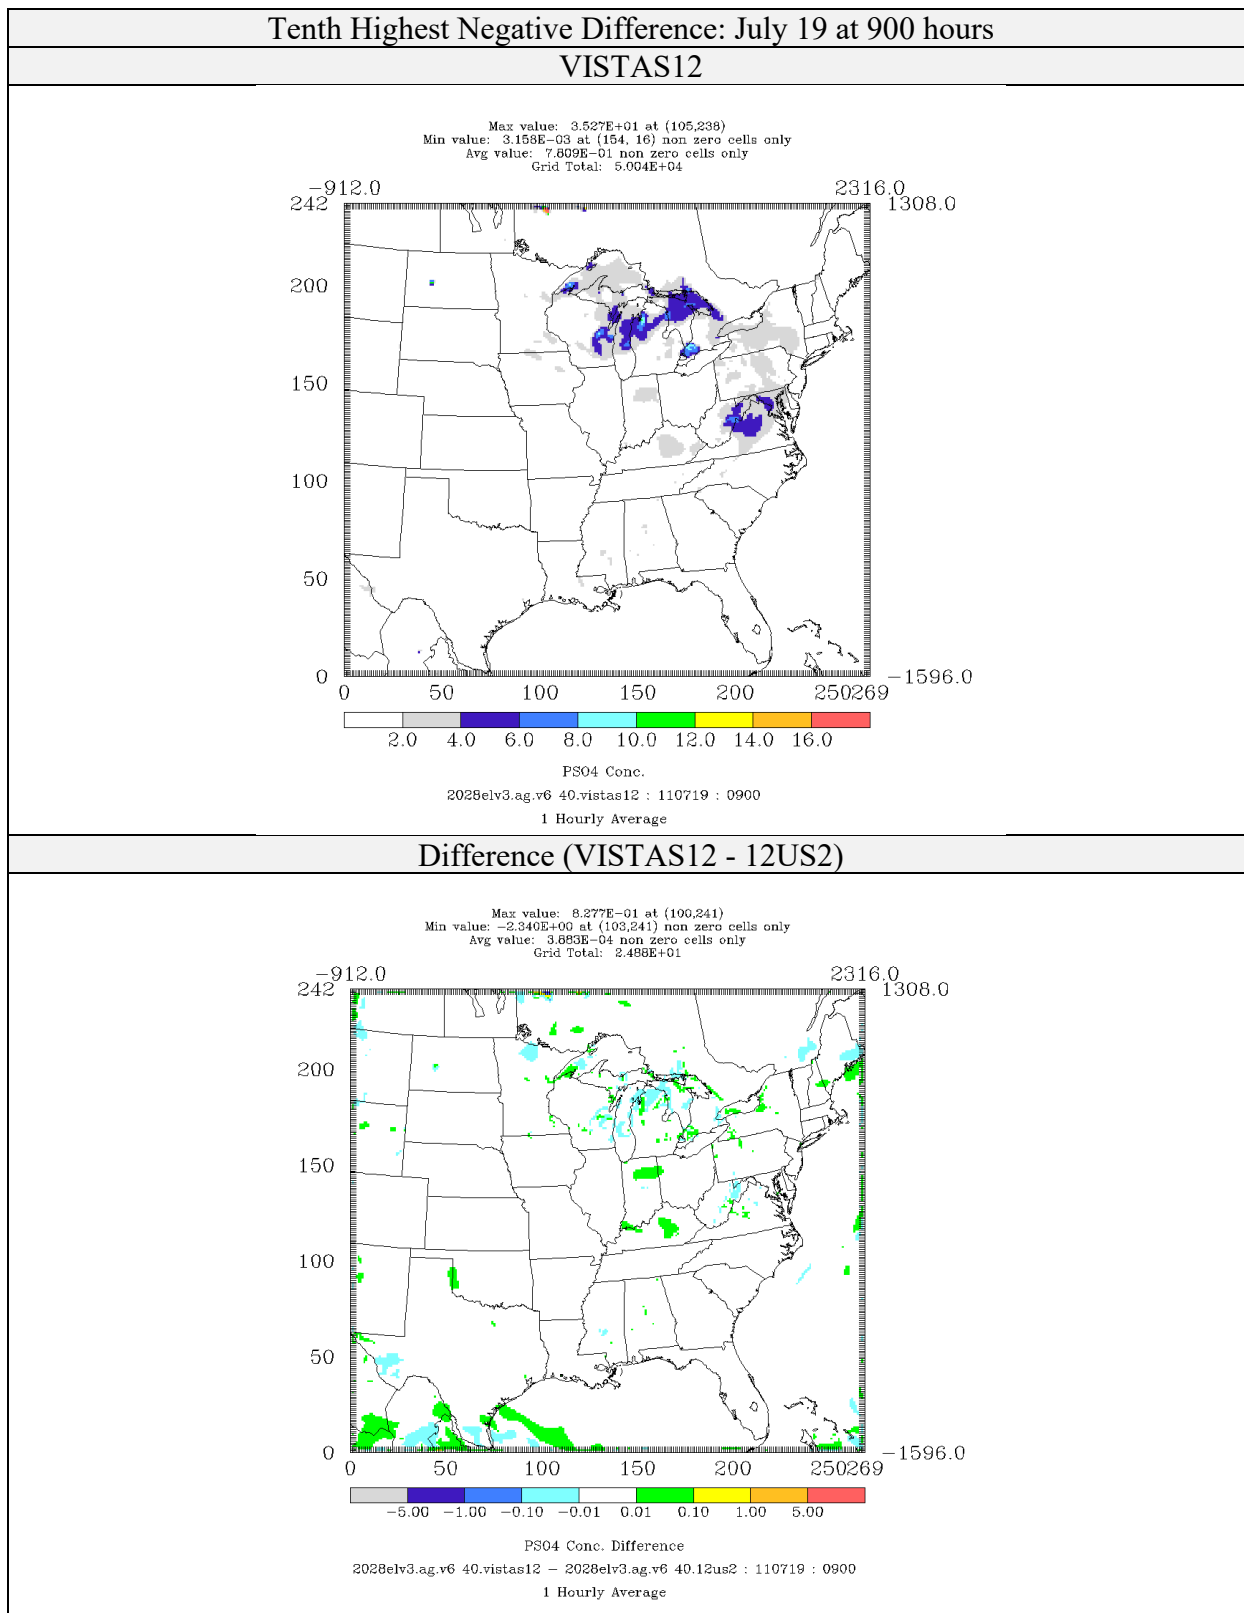 Tenth Highest Negative Difference: July 19 at 900 hours
VISTAS12
Max value: 3.527E+01 at (105,238)
Min value: 3.158E-03 at (154, 16) non zero cells only
Avg value: 7.809E-01 non zero cells only
Grid Total: 5.004E+04
-912.0 2316.0
242 1308.0
200
150
100
50
0 -1596.0
0 50 100 150 200 250269
2.0 4.0 6.0 8.0 10.0 12.0 14.0 16.0
PSO4 Conc.
2028elv3.ag.v6 40.vistas12 : 110719 : 0900
1 Hourly Average
Difference (VISTAS12 - 12US2)
Max value: 8.277E-01 at (100,241)
Min value: -2.340E+00 at (103,241) non zero cells only
Avg value: 3.883E-04 non zero cells only
Grid Total: 2.488E+01
-912.0 2316.0
242 1308.0
200
150
100
50
0 -1596.0
0 50 100 150 200 250269
-5.00 -1.00 -0.10 -0.01 0.01 0.10 1.00 5.00
PSO4 Conc. Difference
2028elv3.ag.v6 40.vistas12 - 2028elv3.ag.v6 40.12us2 : 110719 : 0900
1 Hourly Average